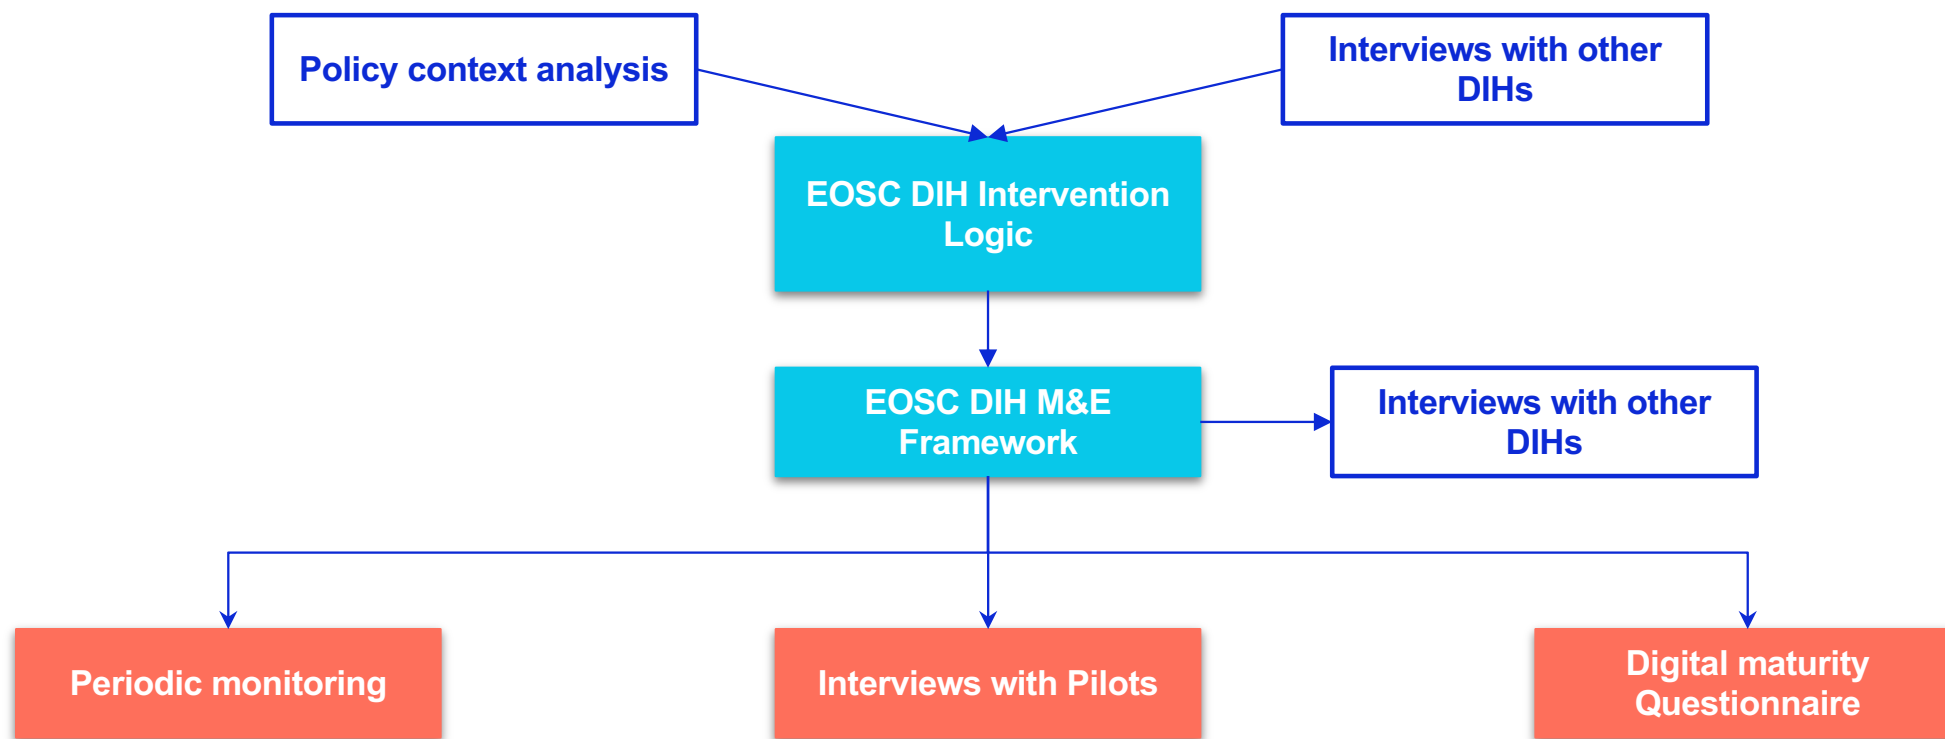 Policy context analysis
Interviews with other
DIHs
EOSC DIH Intervention
Logic
EOSC DIH M&E
Framework
Interviews with other
DIHs
Periodic monitoring
Interviews with Pilots
Digital maturity
Questionnaire